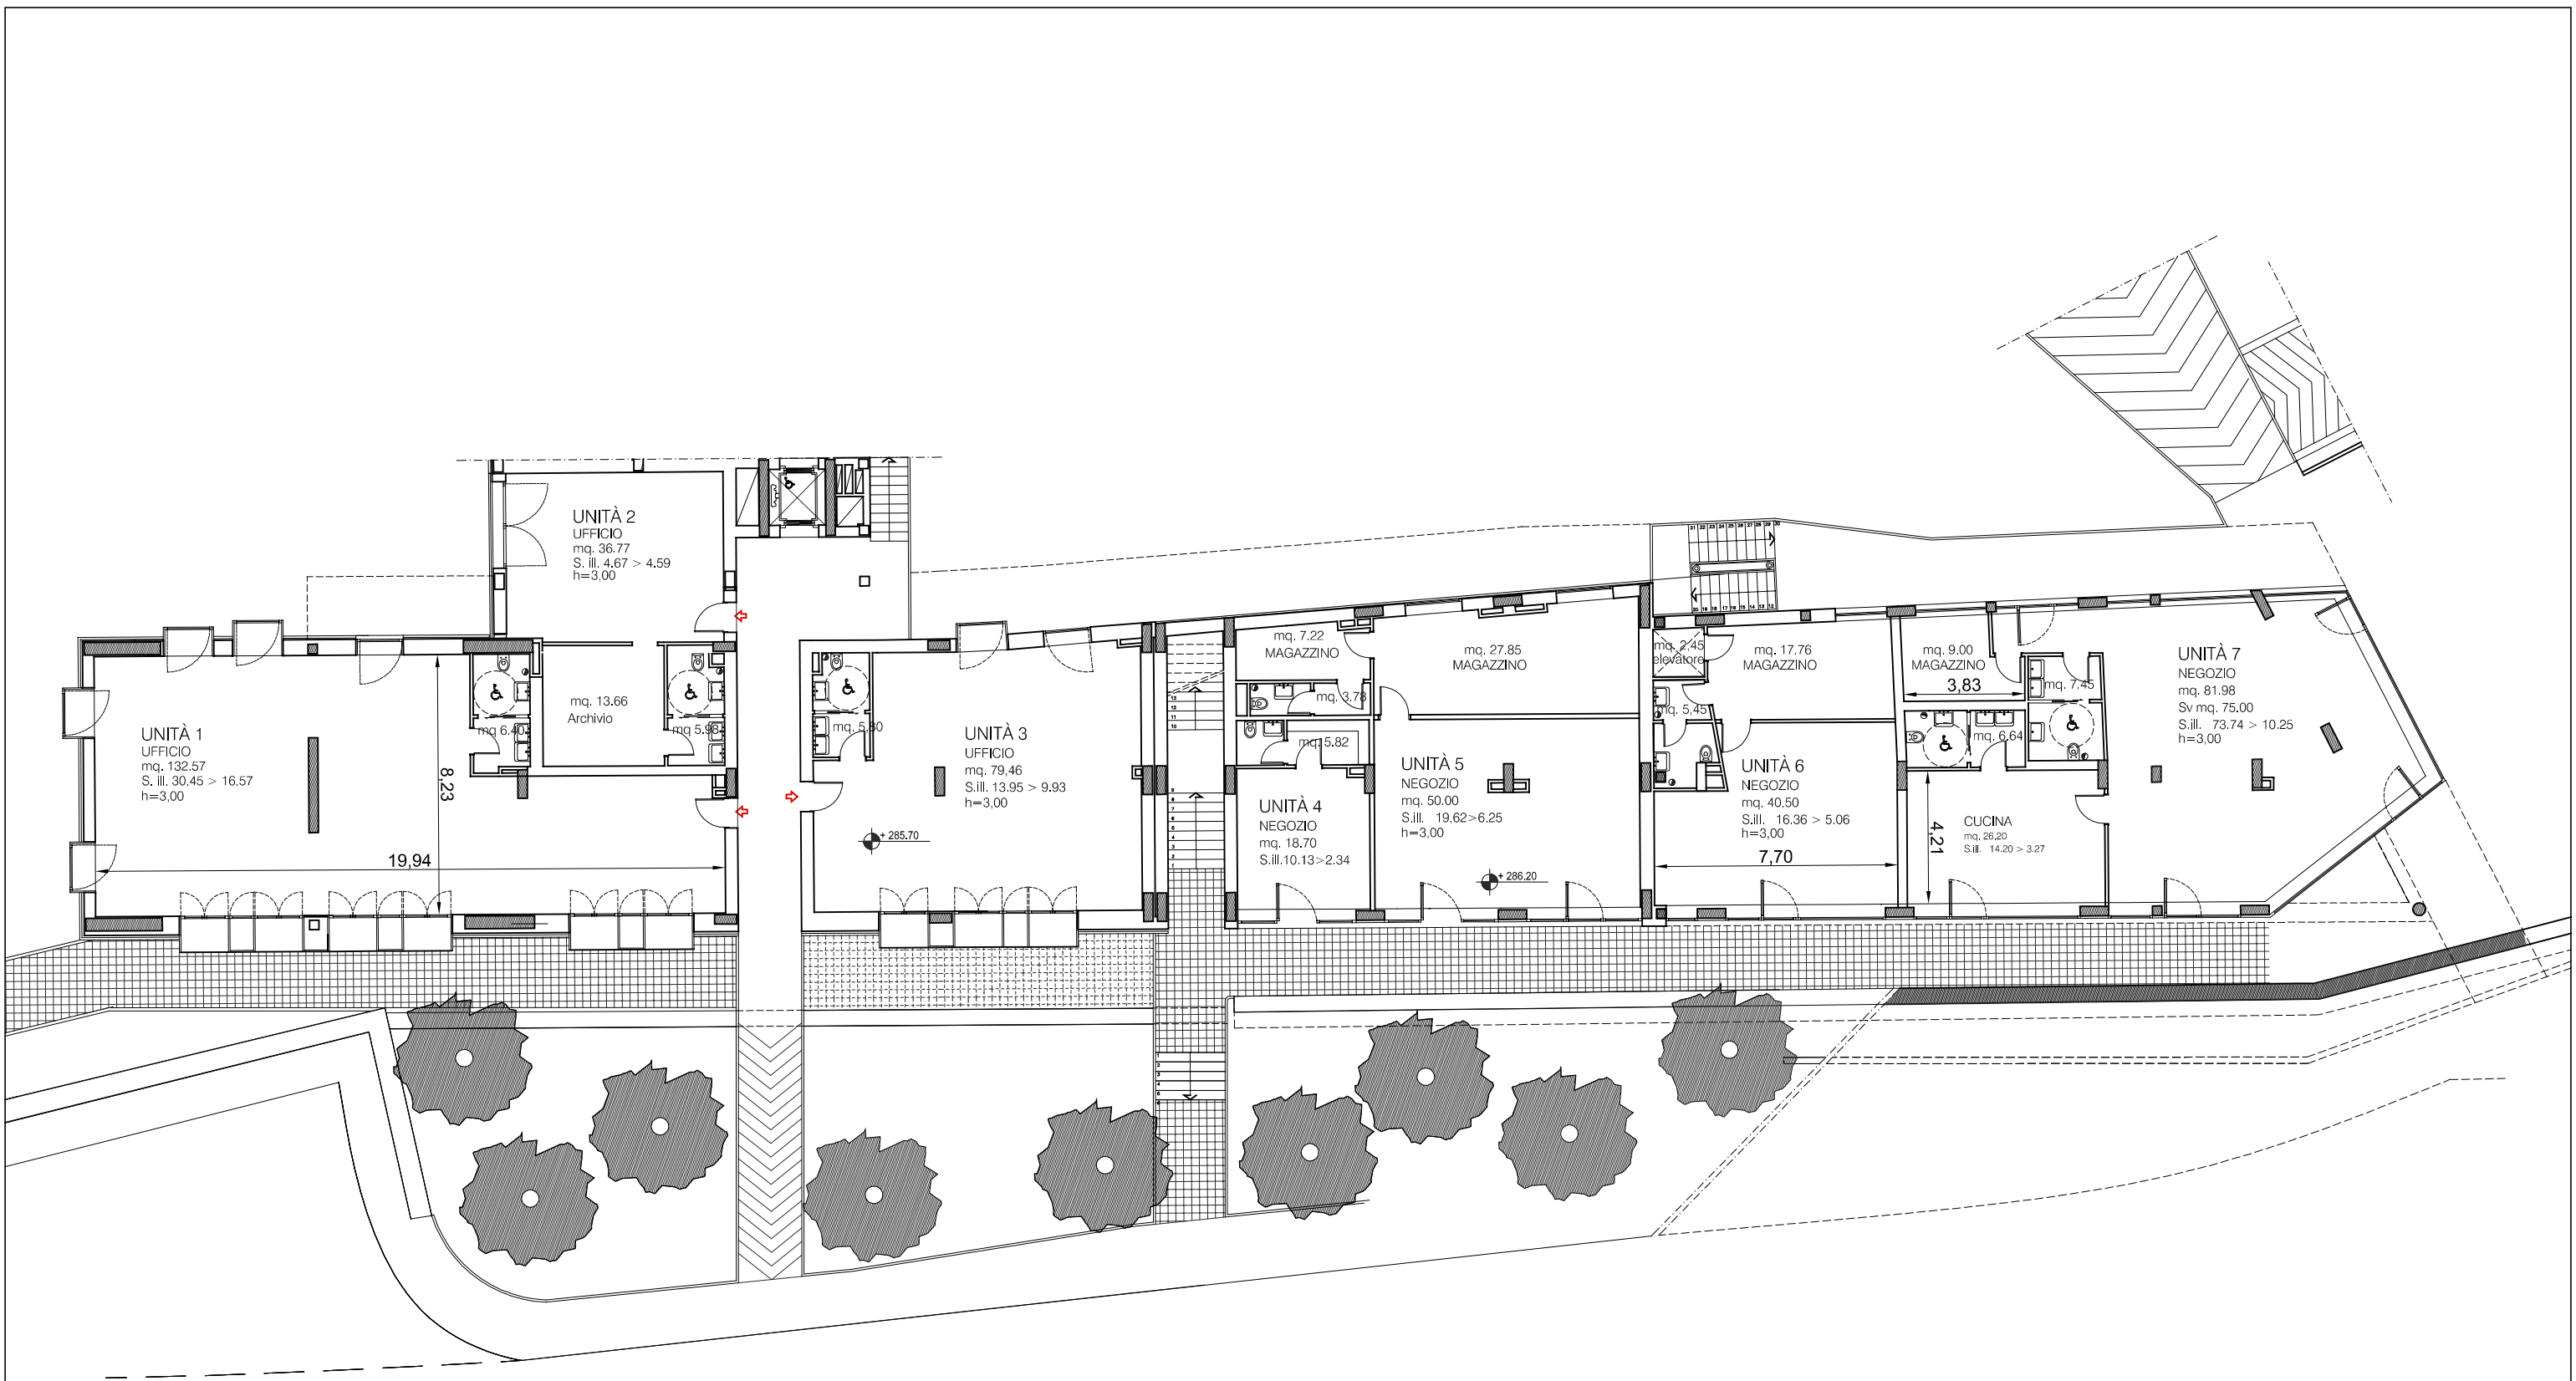 UNITÀ 2
UFFICIO
mq. 36.77
S. ill. 4.67 > 4.59
h=3,00
mq. 13.66
Archivio
mq 5.98
mq 6.40
UNITÀ 1
UFFICIO
mq. 132.57
S. ill. 30.45 > 16.57
h=3,00
8,23
19,94
mq. 5.80
UNITÀ 3
UFFICIO
mq. 79,46
S.ill. 13.95 > 9.93
h=3,00
+ 285.70
mq. 7.22
MAGAZZINO
mq. 3.78
mq. 5.82
UNITÀ 4
NEGOZIO
mq. 18.70
S.ill.10.13>2.34
mq. 27.85
MAGAZZINO
UNITÀ 5
NEGOZIO
mq. 50.00
S.ill. 19.62>6.25
h=3,00
+ 286.20
mq. 2,45
elevatore
mq. 17.76
MAGAZZINO
mq. 5,45
UNITÀ 6
NEGOZIO
mq. 40.50
S.ill. 16.36 > 5.06
h=3,00
7,70
mq. 9.00
MAGAZZINO
3,83
mq. 7.45
mq. 6,64
CUCINA
mq. 26,20
S.ill. 14.20 > 3.27
4,21
UNITÀ 7
NEGOZIO
mq. 81.98
Sv mq. 75.00
S.ill. 73.74 > 10.25
h=3,00